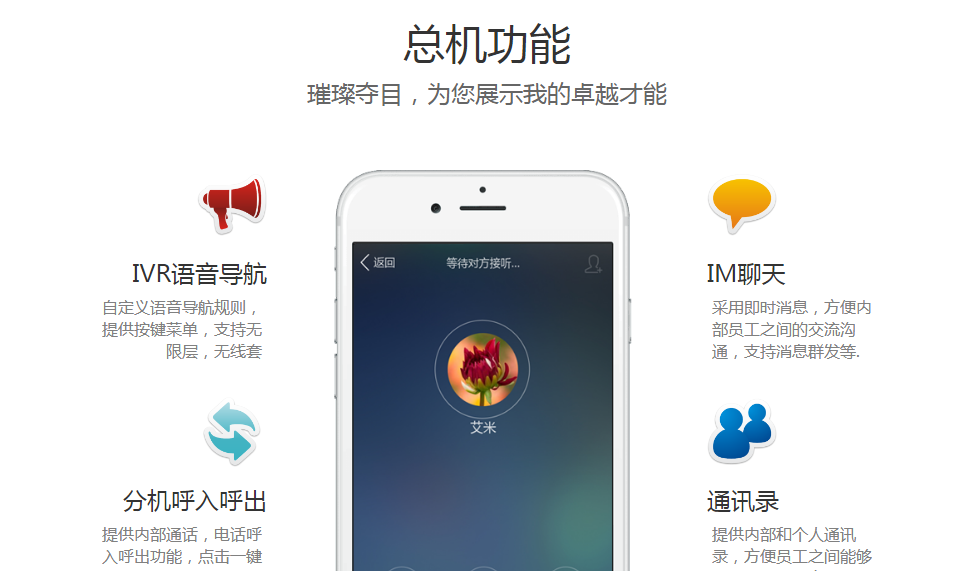 总机功能
璀璨夺目，为您展示我的卓越才能
IVR语音导航
自定义语音导航规则，
提供按键菜单，支持无
限层，无线套
分机呼入呼出
提供内部通话，电话呼
入呼出功能，点击一键
返回
等待对方接听...
艾米
IM聊天
采用即时消息，方便内
部员工之间的交流沟
通，支持消息群发等.
通讯录
提供内部和个人通讯
录，方便员工之间能够